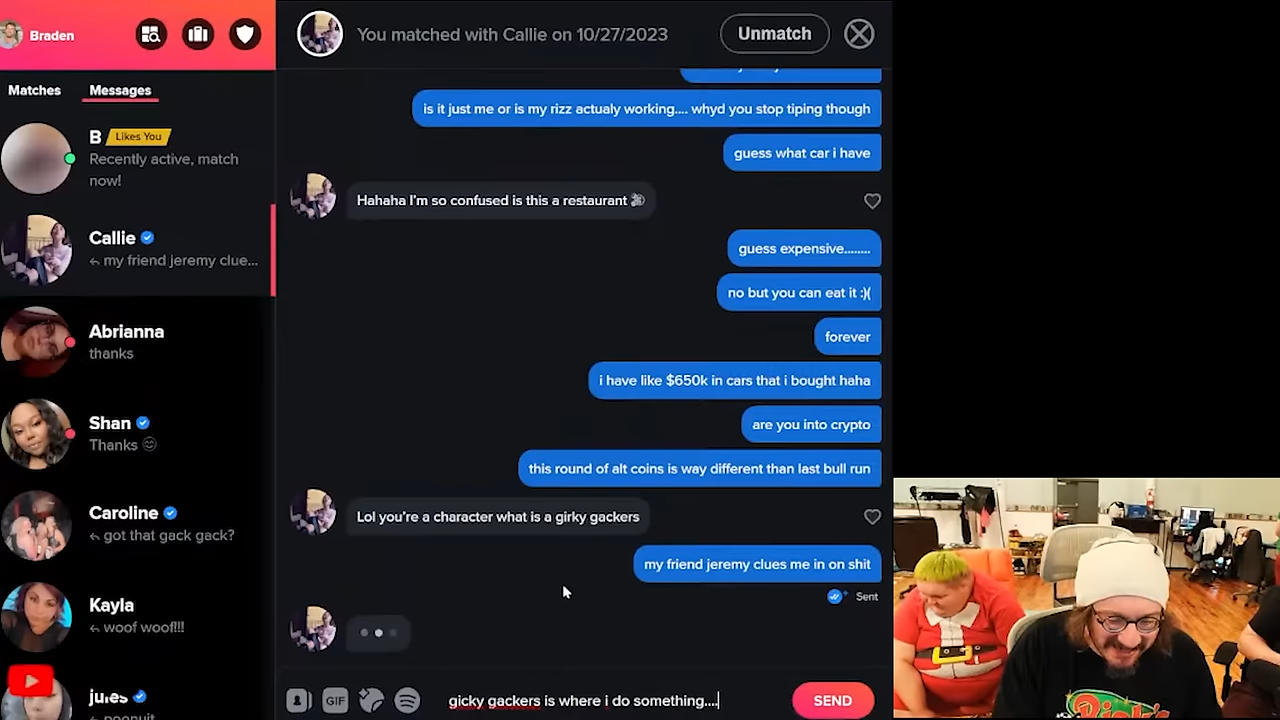 Braden
Matches
Messages
B
Likes You
Recently active, match
now!
Callie
my friend jeremy clue...
Abrianna
thanks
Shan
Thanks 😊
Caroline
got that gack gack?
Kayla
woof woof!!!
jules
You matched with Callie on 10/27/2023
Unmatch
is it just me or is my rizz actualy working.... whyd you stop tiping though
guess what car i have
Hahaha I'm so confused is this a restaurant
guess expensive........
no but you can eat it :)(
forever
i have like $650k in cars that i bought haha
are you into crypto
this round of alt coins is way different than last bull run
Lol you're a character what is a girky gackers
my friend jeremy clues me in on shit
Sent
GIF
gicky gackers is where i do something....
SEND